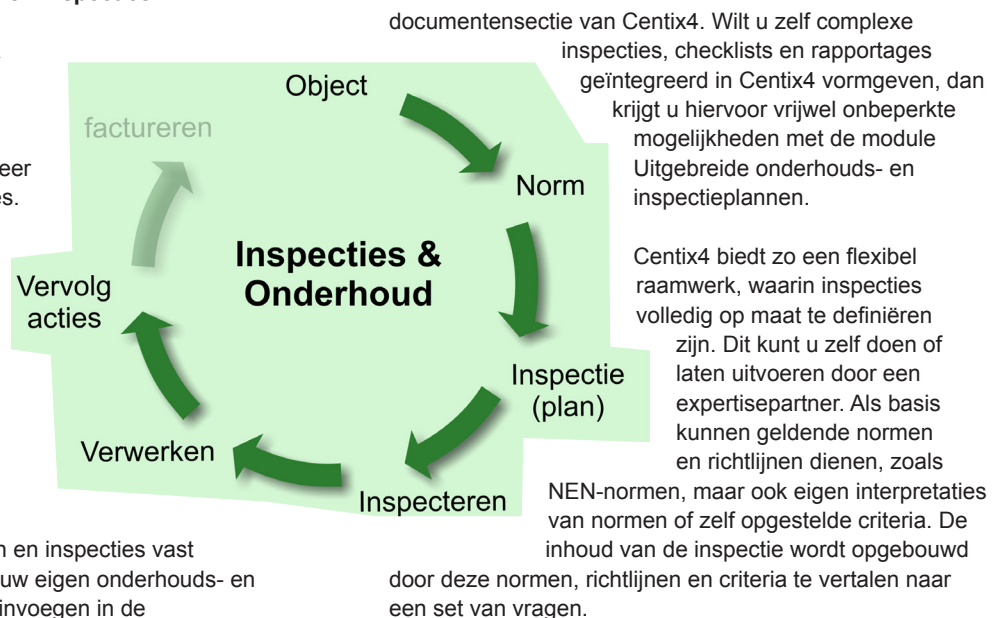 documentensectie van Centix4. Wilt u zelf complexe
inspecties, checklists en rapportages
geïntegreerd in Centix4 vormgeven, dan
krijgt u hiervoor vrijwel onbeperkte
mogelijkheden met de module
Uitgebreide onderhouds- en
inspectieplannen.
Centix4 biedt zo een flexibel
raamwerk, waarin inspecties
volledig op maat te definiëren
zijn. Dit kunt u zelf doen of
laten uitvoeren door een
expertisepartner. Als basis
kunnen geldende normen
en richtlijnen dienen, zoals
NEN-normen, maar ook eigen interpretaties
van normen of zelf opgestelde criteria. De
inhoud van de inspectie wordt opgebouwd
door deze normen, richtlijnen en criteria te vertalen naar
een set van vragen.
Object
Norm
Inspectie
(plan)
Inspecteren
Verwerken
Vervolg
acties
factureren
Inspecties &
Onderhoud
en inspecties vast
uw eigen onderhouds- en
invoegen in de